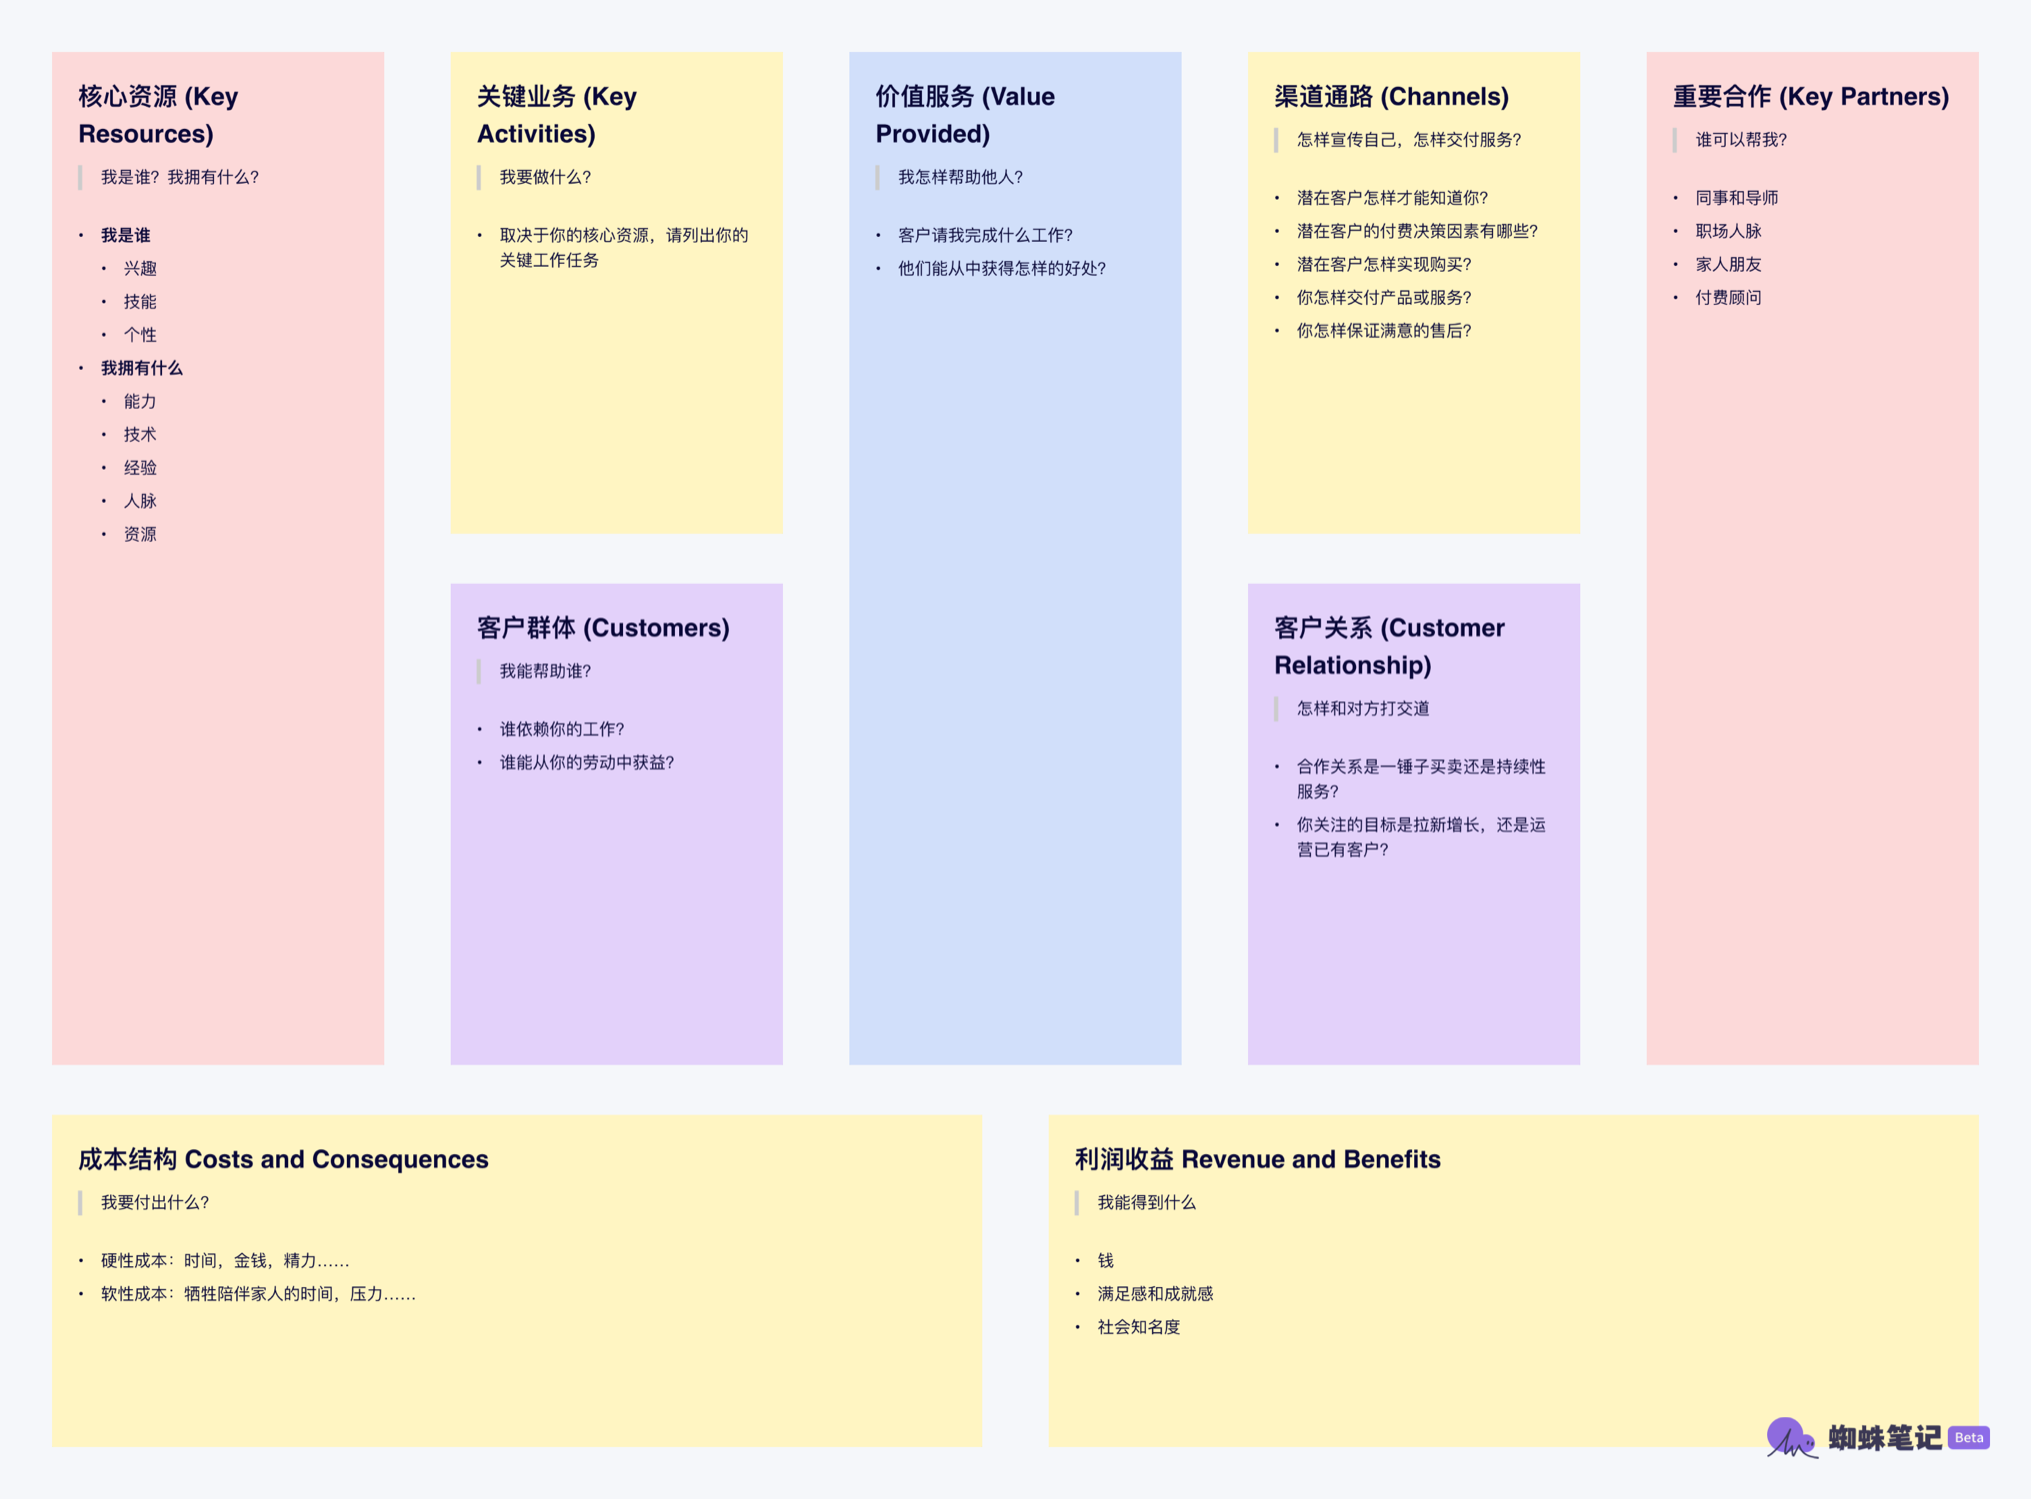 核心资源 (Key
Resources)
我是谁？我拥有什么？
• 我是谁
• 兴趣
• 技能
• 个性
• 我拥有什么
• 能力
• 技术
• 经验
• 人脉
• 资源
关键业务 (Key
Activities)
我要做什么？
• 取决于你的核心资源，请列出你的
关键工作任务
客户群体 (Customers)
我能帮助谁？
• 谁依赖你的工作？
• 谁能从你的劳动中获益？
价值服务 (Value
Provided)
我怎样帮助他人？
• 客户请我完成什么工作？
• 他们能从中获得怎样的好处？
渠道通路 (Channels)
怎样宣传自己，怎样交付服务？
• 潜在客户怎样才能知道你？
• 潜在客户的付费决策因素有哪些？
• 潜在客户怎样实现购买？
• 你怎样交付产品或服务？
• 你怎样保证满意的售后？
客户关系 (Customer
Relationship)
怎样和对方打交道
• 合作关系是一锤子买卖还是持续性
服务？
• 你关注的目标是拉新增长，还是运
营已有客户？
重要合作 (Key Partners)
谁可以帮我？
• 同事和导师
• 职场人脉
• 家人朋友
• 付费顾问
成本结构 Costs and Consequences
我要付出什么？
• 硬性成本：时间，金钱，精力……
• 软性成本：牺牲陪伴家人的时间，压力……
利润收益 Revenue and Benefits
我能得到什么
• 钱
• 满足感和成就感
• 社会知名度
蜘蛛笔记 Beta